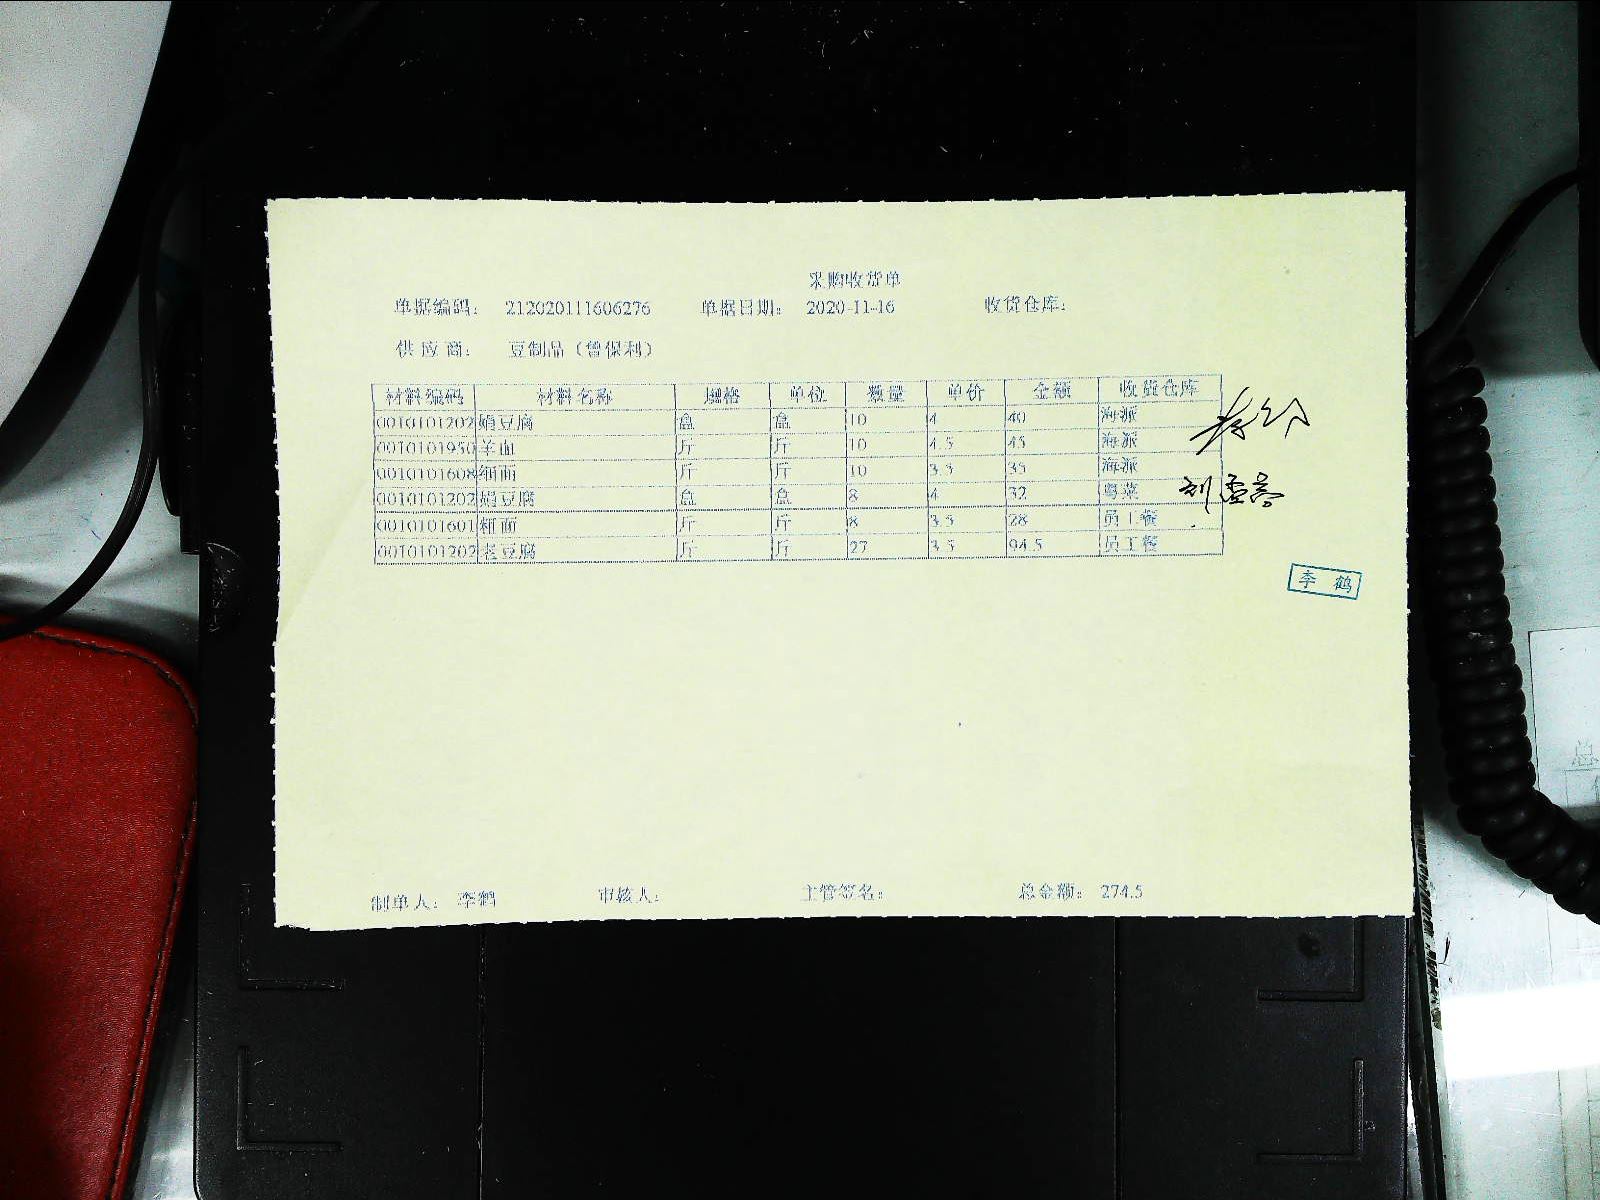 采购收货单
单据编码： 212020111606276 单据日期： 2020-11-16 收货仓库：
供 应 商： 豆制品（曾保利）
材料编码 材料名称 规格 单位 数量 单价 金额 收货仓库
0010101202 娟豆腐 盒 盒 10 4 40 海派
0010101950 面 斤 斤 10 4.5 45 海派
0010101608 细面 斤 斤 10 3.5 35 海派
0010101202 娟豆腐 盒 盒 8 4 32 粤菜
0010101601 粗面 斤 斤 8 3.5 28 员工餐
0010101202 老豆腐 斤 斤 27 3.5 94.5 员工餐
李 鹤
制单人： 李鹤 审核人： 主管签名： 总金额： 274.5
总